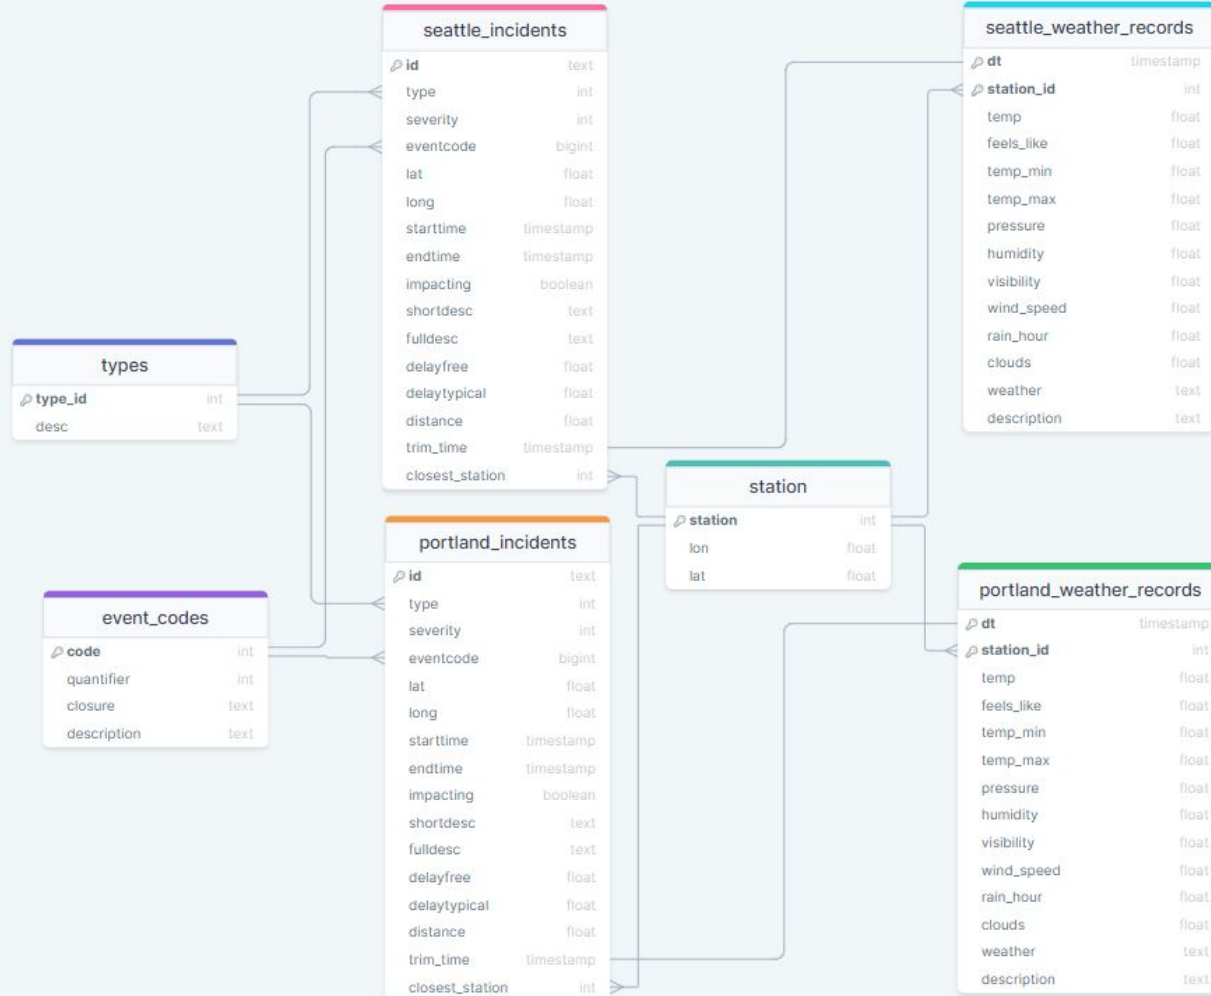 seattle_incidents
id text
type int
severity int
eventcode bigint
lat float
long float
starttime timestamp
endtime timestamp
impacting boolean
shortdesc text
fulldesc text
delayfree float
delaytypical float
distance float
trim_time timestamp
closest_station int
seattle_weather_records
dt timestamp
station_id int
temp float
feels_like float
temp_min float
temp_max float
pressure float
humidity float
visibility float
wind_speed float
rain_hour float
clouds float
weather text
description text
types
type_id int
desc text
station
station int
lon float
lat float
event_codes
code int
quantifier int
closure text
description text
portland_incidents
id text
type int
severity int
eventcode bigint
lat float
long float
starttime timestamp
endtime timestamp
impacting boolean
shortdesc text
fulldesc text
delayfree float
delaytypical float
distance float
trim_time timestamp
closest_station int
portland_weather_records
dt timestamp
station_id int
temp float
feels_like float
temp_min float
temp_max float
pressure float
humidity float
visibility float
wind_speed float
rain_hour float
clouds float
weather text
description text